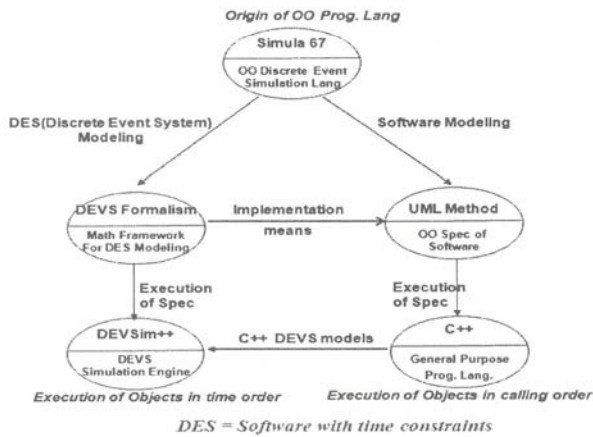 Origin of OO Prog. Lang
Simula 67
OO Discrete Event
Simulation Lang
DES(Discrete Event System)
Modeling
Software Modeling
DEVS Formalism
Math Framework
For DES Modeling
Implementation
means
UML Method
OO Spec of
Software
Execution
of Spec
Execution
of Spec
DEVSim++
DEVS
Simulation Engine
C++ DEVS models
C++
General Purpose
Prog. Lang.
Execution of Objects in time order
Execution of Objects in calling order
DES = Software with time constraints